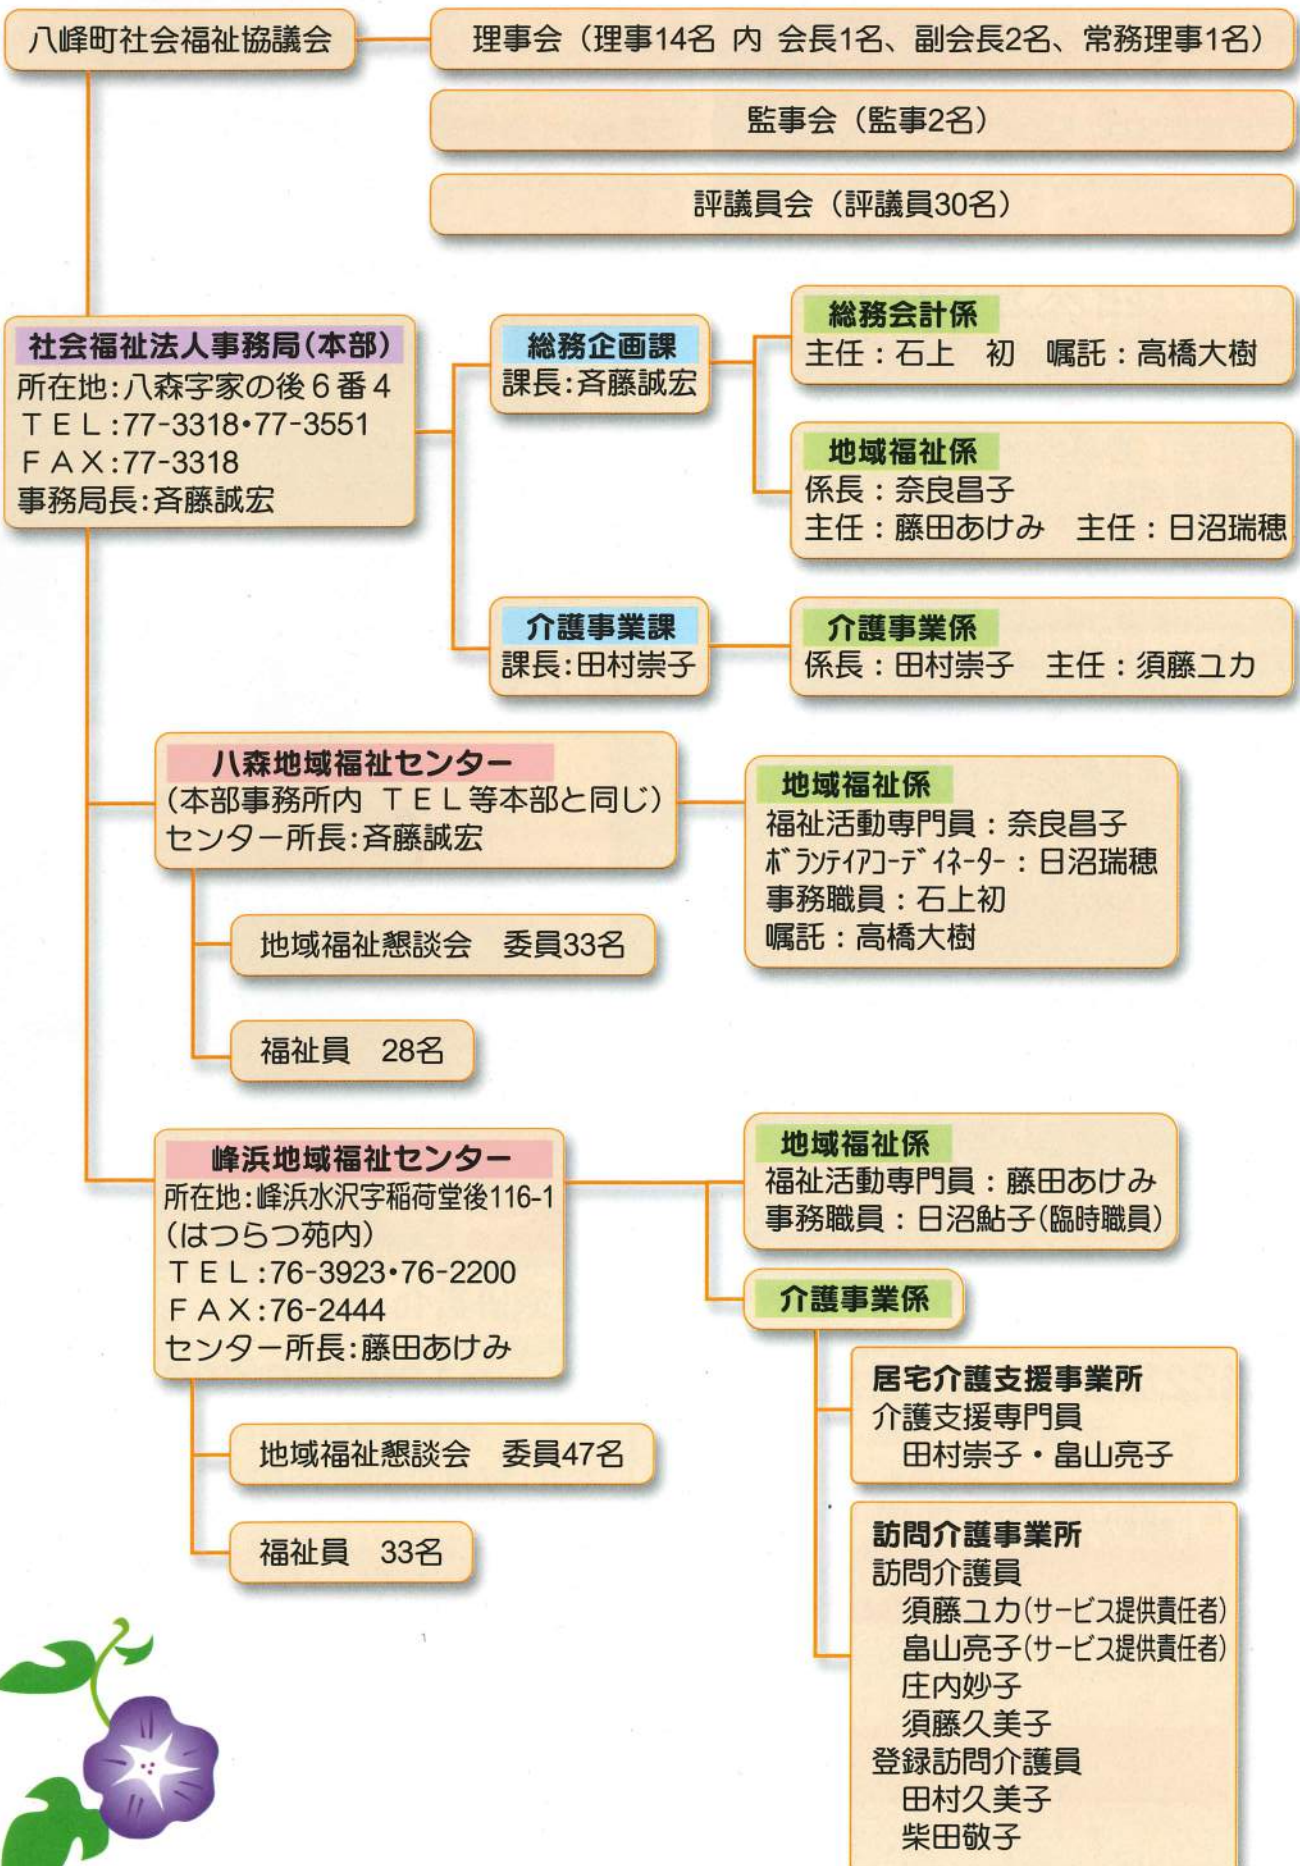 八峰町社会福祉協議会
理事会（理事14名 内 会長1名、副会長2名、常務理事1名）
監事会（監事2名）
評議員会（評議員30名）
社会福祉法人事務局(本部)
所在地:八森字家の後6番4
ＴＥＬ:77-3318•77-3551
ＦＡＸ:77-3318
事務局長:斉藤誠宏
総務企画課
課長:斉藤誠宏
総務会計係
主任：石上　初　嘱託：高橋大樹
地域福祉係
係長：奈良昌子
主任：藤田あけみ　主任：日沼瑞穂
介護事業課
課長:田村崇子
介護事業係
係長：田村崇子　主任：須藤ユカ
八森地域福祉センター
(本部事務所内 ＴＥＬ等本部と同じ)
センター所長:斉藤誠宏
地域福祉係
福祉活動専門員：奈良昌子
ﾎﾞﾗﾝﾃｨｱｺｰﾃﾞｨﾈｰﾀｰ：日沼瑞穂
事務職員：石上初
嘱託：高橋大樹
地域福祉懇談会　委員33名
福祉員　28名
峰浜地域福祉センター
所在地:峰浜水沢字稲荷堂後116-1
(はつらつ苑内)
ＴＥＬ:76-3923•76-2200
ＦＡＸ:76-2444
センター所長:藤田あけみ
地域福祉係
福祉活動専門員：藤田あけみ
事務職員：日沼鮎子(臨時職員)
介護事業係
居宅介護支援事業所
介護支援専門員
田村崇子・畠山亮子
地域福祉懇談会　委員47名
福祉員　33名
訪問介護事業所
訪問介護員
須藤ユカ(サービス提供責任者)
畠山亮子(サービス提供責任者)
庄内妙子
須藤久美子
登録訪問介護員
田村久美子
柴田敬子